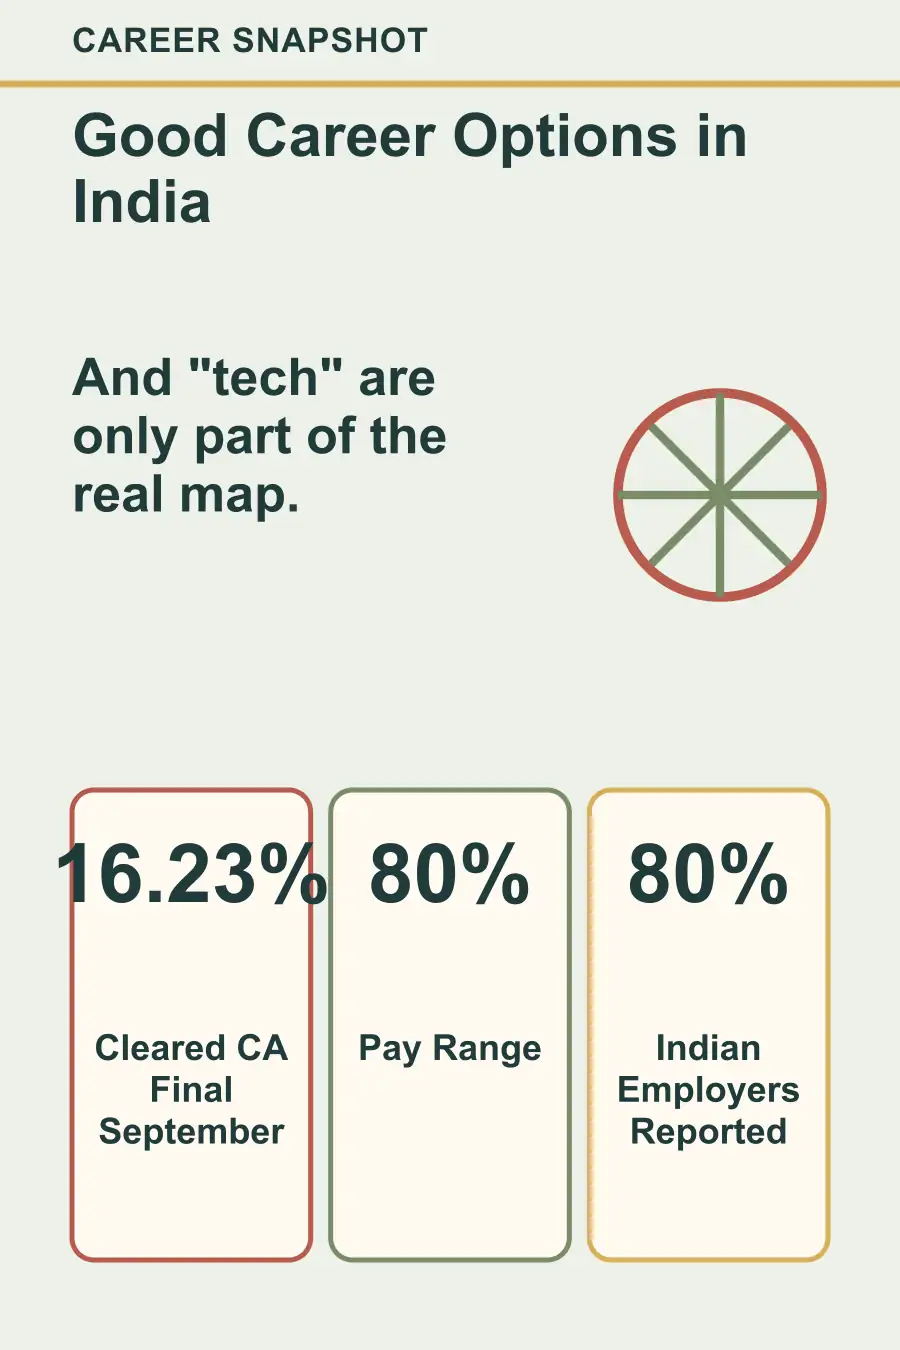 CAREER SNAPSHOT
Good Career Options in
India
And "tech" are
only part of the
real map.
16.23%
Cleared CA
Final
September
80%
Pay Range
80%
Indian
Employers
Reported